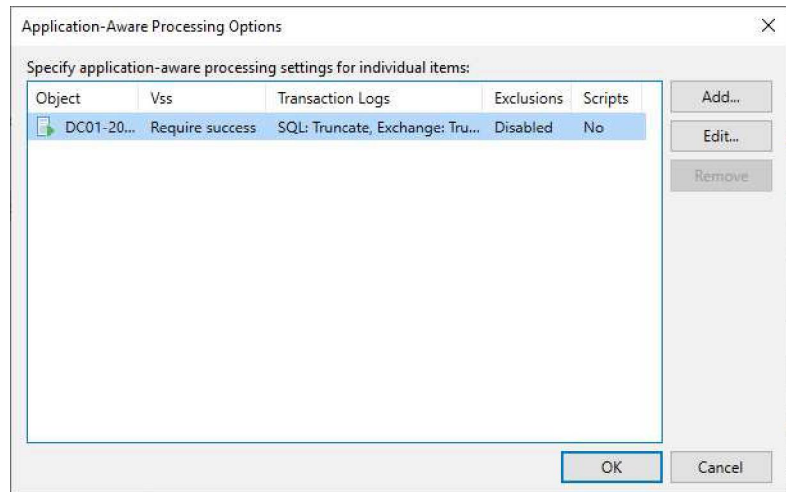 Application-Aware Processing Options
Specify application-aware processing settings for individual items:
Object Vss Transaction Logs Exclusions Scripts
DC01-20... Require success SQL: Truncate, Exchange: Tru... Disabled No
Add...
Edit...
Remove
OK Cancel